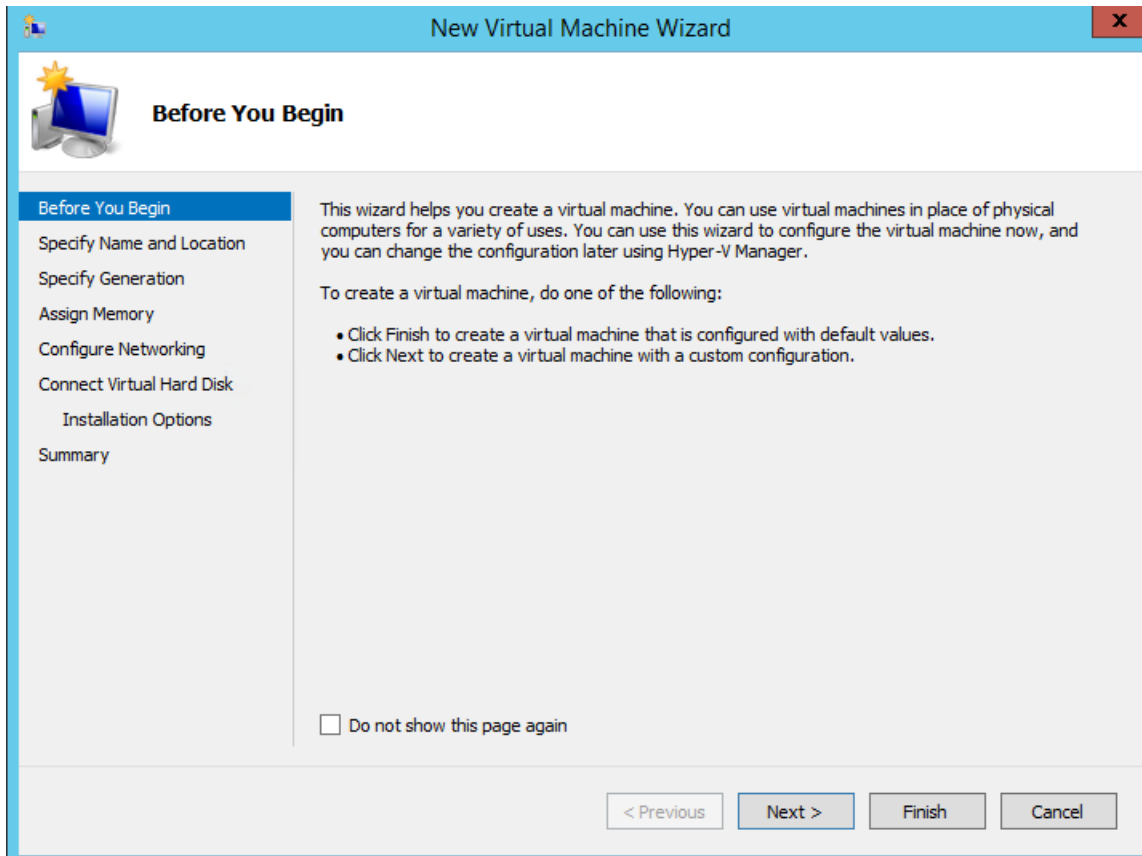 New Virtual Machine Wizard
x
Before You Begin
Before You Begin
Specify Name and Location
Specify Generation
Assign Memory
Configure Networking
Connect Virtual Hard Disk
Installation Options
Summary
This wizard helps you create a virtual machine. You can use virtual machines in place of physical
computers for a variety of uses. You can use this wizard to configure the virtual machine now, and
you can change the configuration later using Hyper-V Manager.
To create a virtual machine, do one of the following:
• Click Finish to create a virtual machine that is configured with default values.
• Click Next to create a virtual machine with a custom configuration.
Do not show this page again
< Previous
Next >
Finish
Cancel